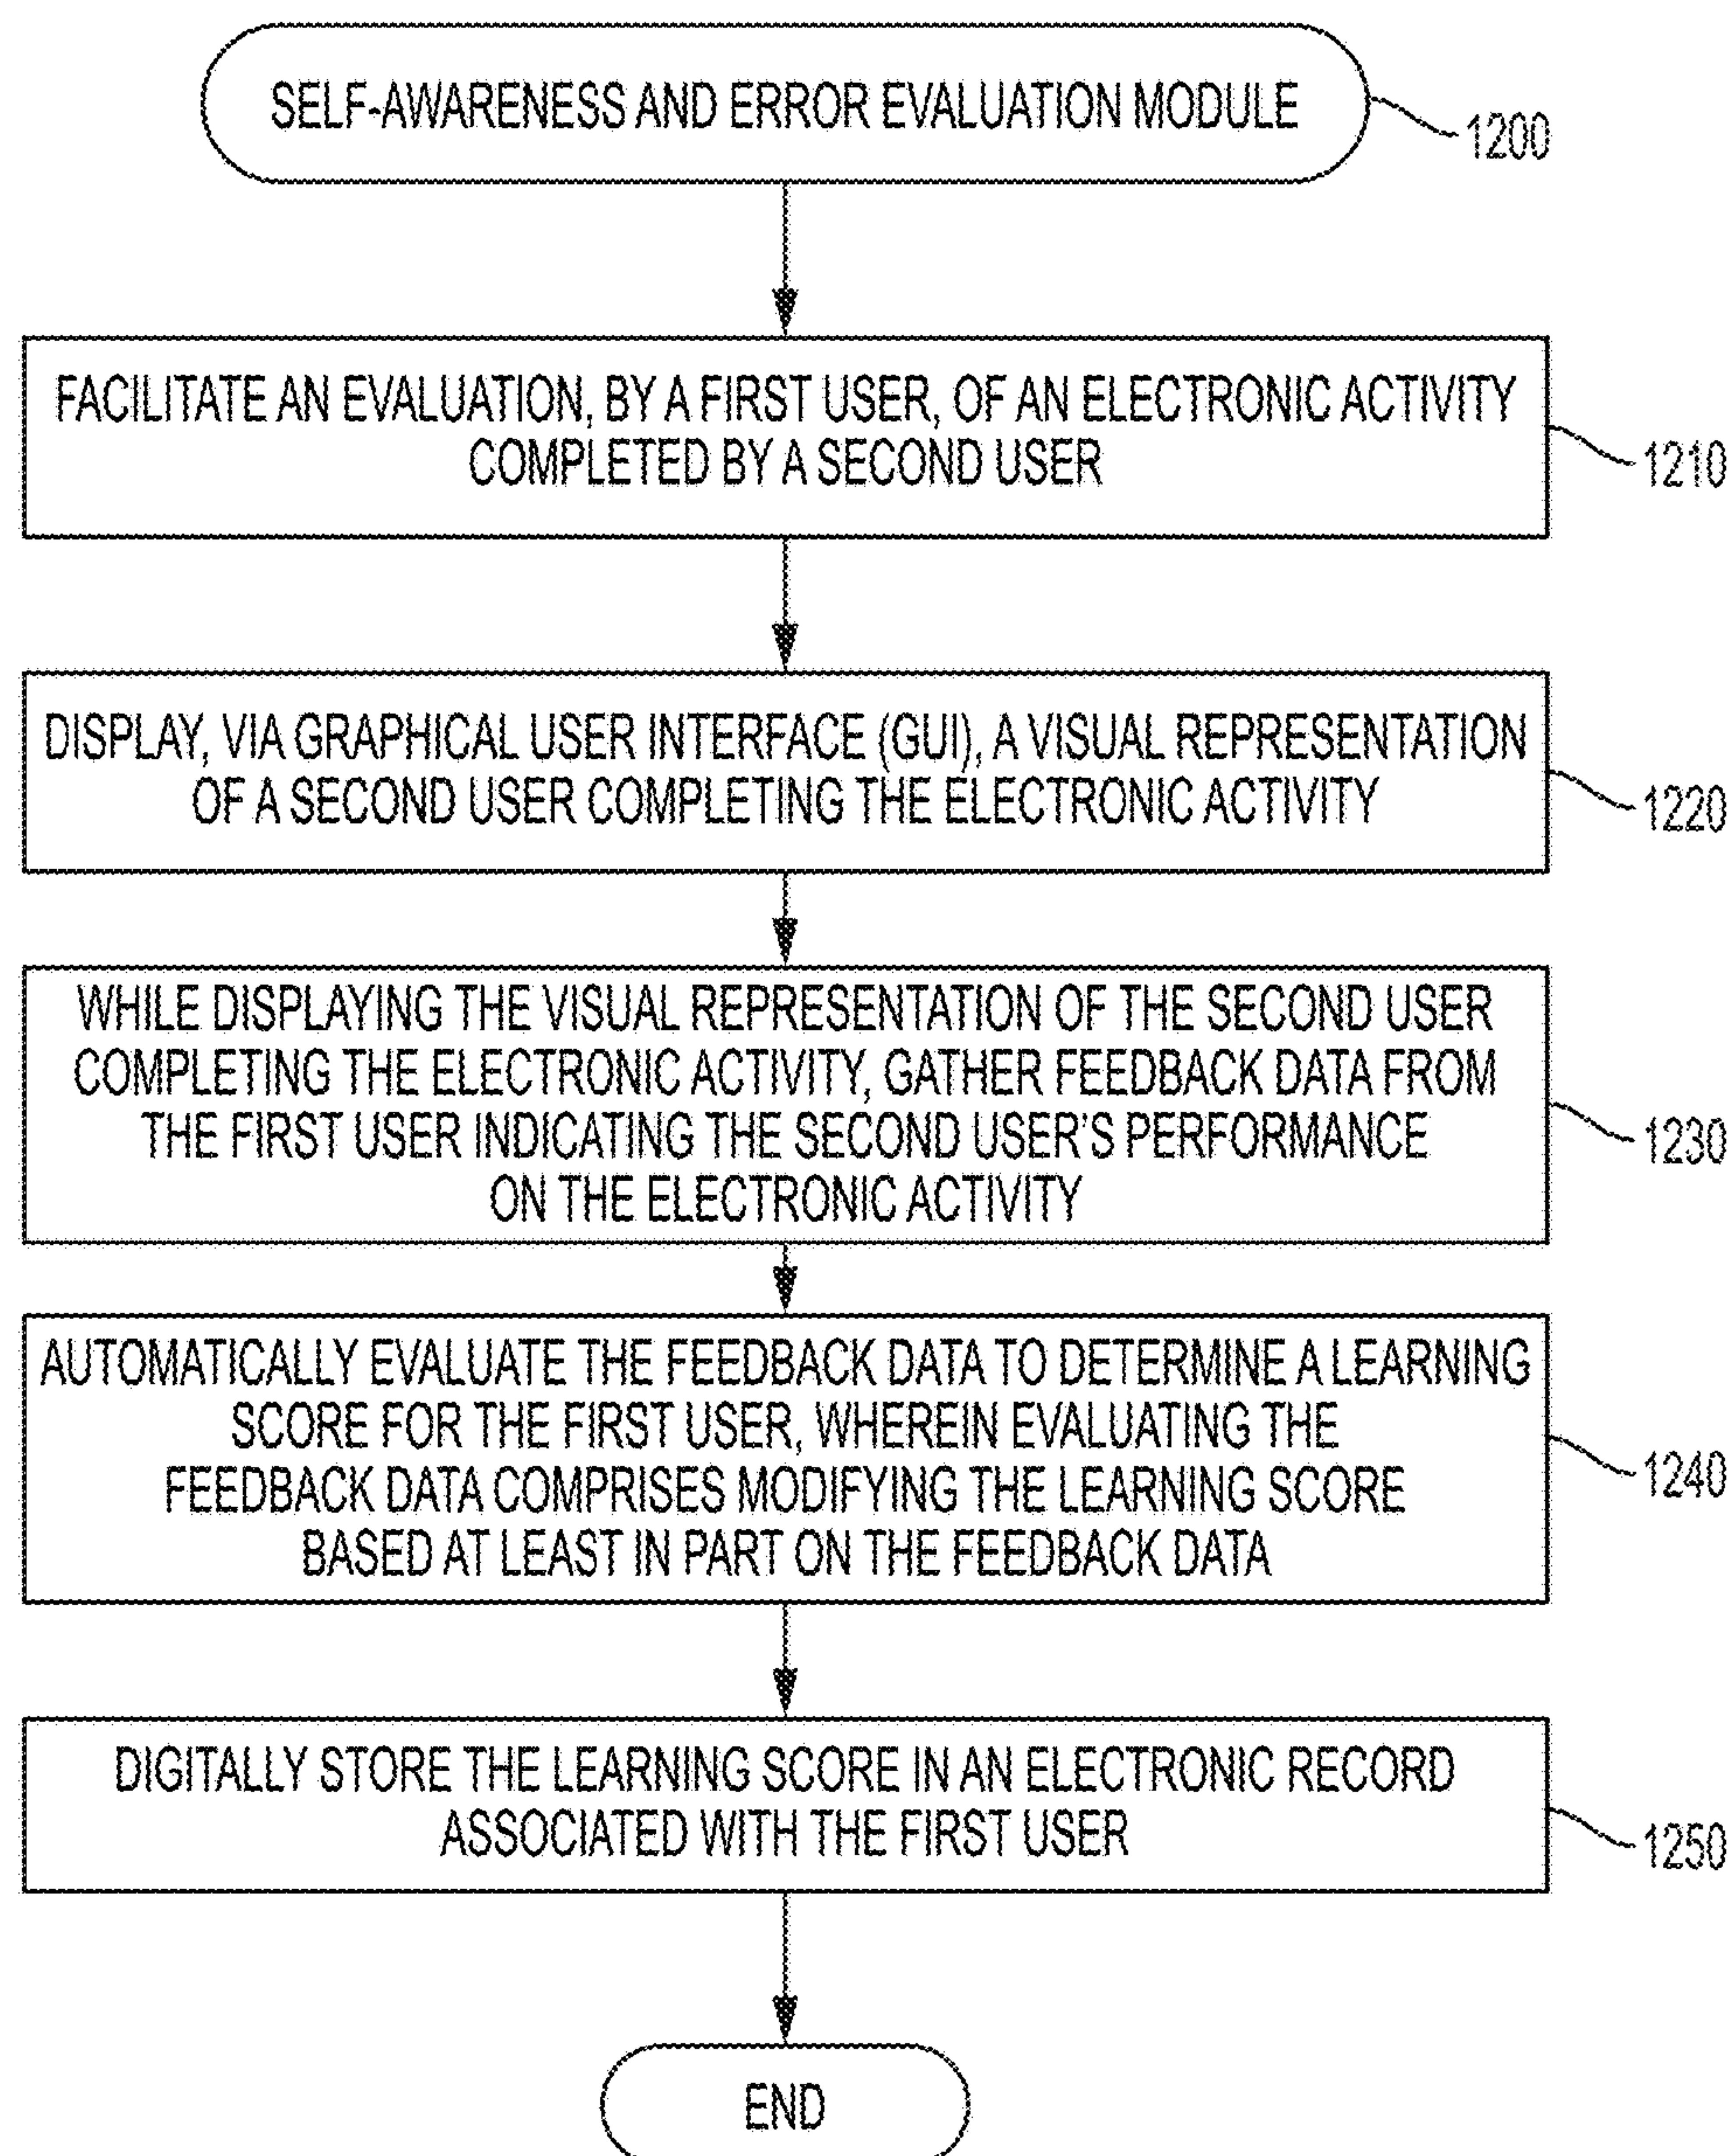 SELF-AWARENESS AND ERROR EVALUATION MODULE
1200
FACILITATE AN EVALUATION, BY A FIRST USER, OF AN ELECTRONIC ACTIVITY
COMPLETED BY A SECOND USER
1210
DISPLAY, VIA GRAPHICAL USER INTERFACE (GUI), A VISUAL REPRESENTATION
OF A SECOND USER COMPLETING THE ELECTRONIC ACTIVITY
1220
WHILE DISPLAYING THE VISUAL REPRESENTATION OF THE SECOND USER
COMPLETING THE ELECTRONIC ACTIVITY, GATHER FEEDBACK DATA FROM
THE FIRST USER INDICATING THE SECOND USER'S PERFORMANCE
ON THE ELECTRONIC ACTIVITY
1230
AUTOMATICALLY EVALUATE THE FEEDBACK DATA TO DETERMINE A LEARNING
SCORE FOR THE FIRST USER, WHEREIN EVALUATING THE
FEEDBACK DATA COMPRISES MODIFYING THE LEARNING SCORE
BASED AT LEAST IN PART ON THE FEEDBACK DATA
1240
DIGITALLY STORE THE LEARNING SCORE IN AN ELECTRONIC RECORD
ASSOCIATED WITH THE FIRST USER
1250
END